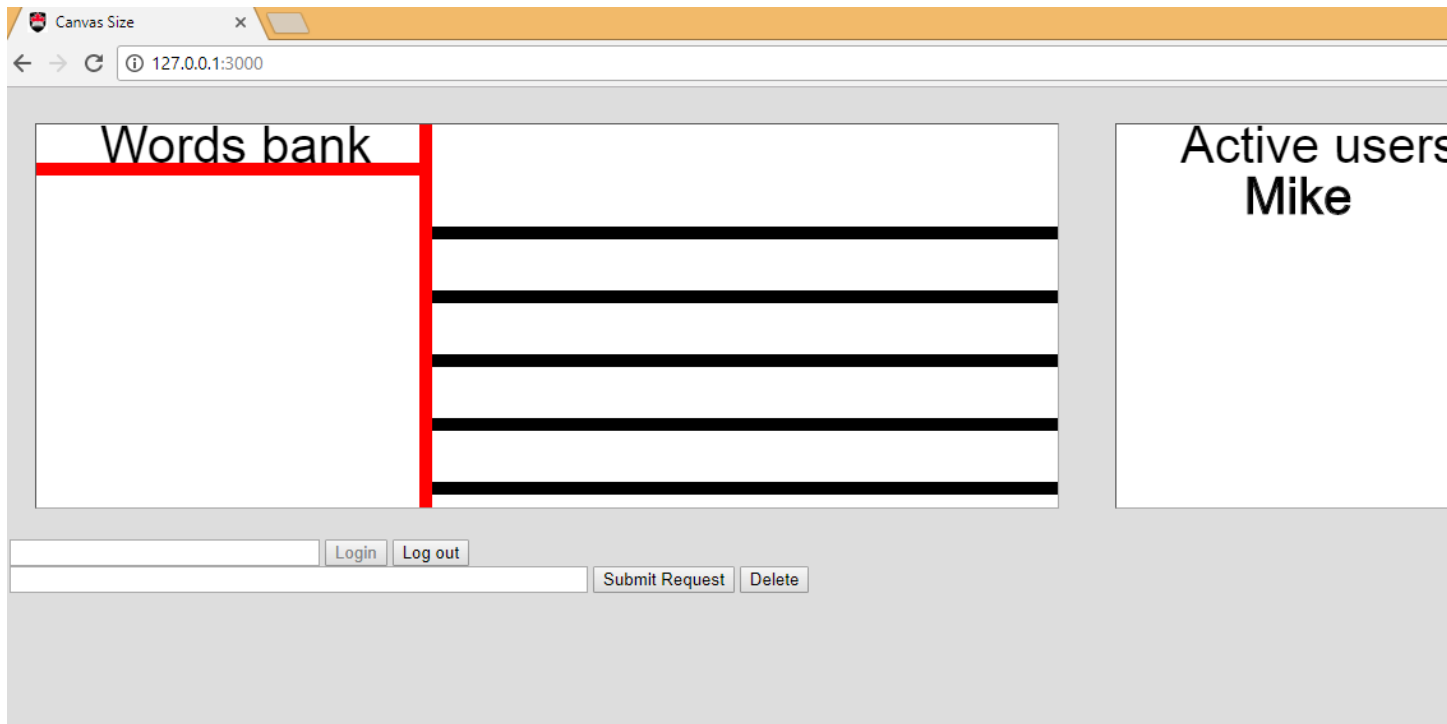 Canvas Size
127.0.0.1:3000
Words bank
Active users
Mike
Login Log out
Submit Request Delete